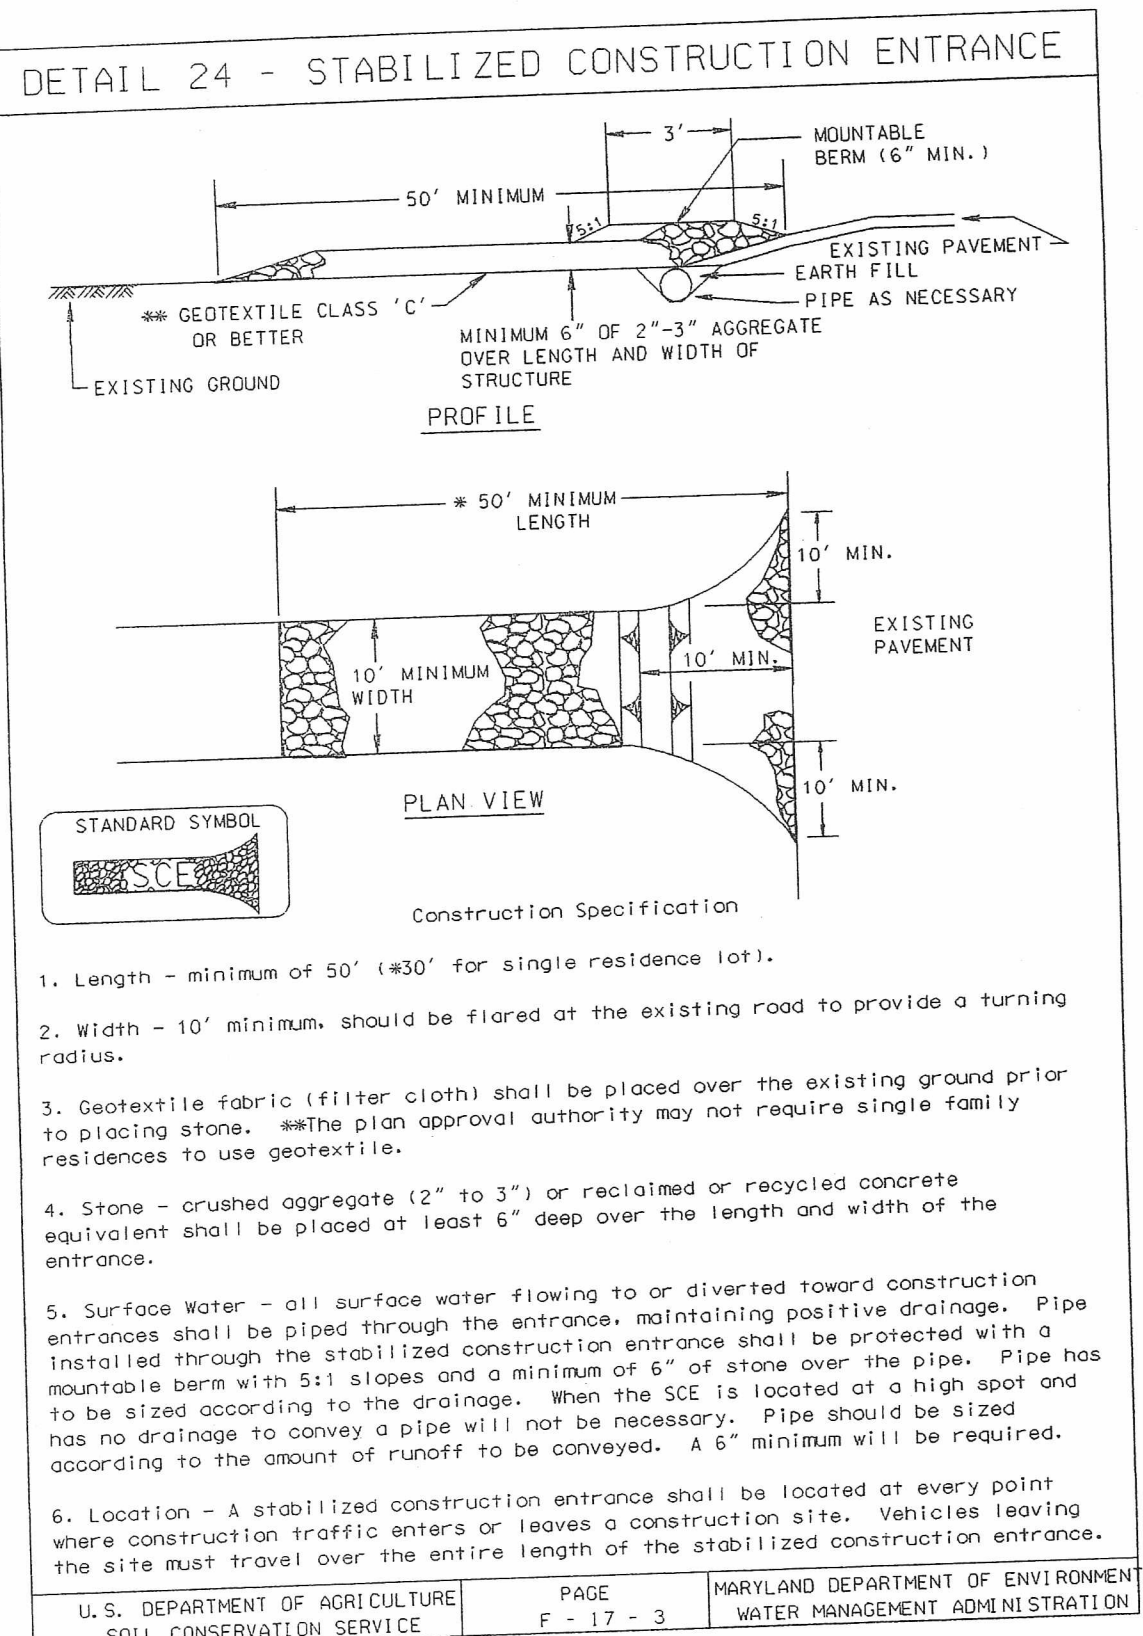 DETAIL 24 - STABILIZED CONSTRUCTION ENTRANCE
3'
MOUNTABLE
BERM (6" MIN.)
50' MINIMUM
5:1
5:1
EXISTING PAVEMENT
EARTH FILL
PIPE AS NECESSARY
** GEOTEXTILE CLASS 'C'
OR BETTER
MINIMUM 6" OF 2"-3" AGGREGATE
OVER LENGTH AND WIDTH OF
STRUCTURE
EXISTING GROUND
PROFILE
* 50' MINIMUM
LENGTH
10' MIN.
EXISTING
PAVEMENT
10' MINIMUM
WIDTH
10' MIN.
10' MIN.
PLAN VIEW
STANDARD SYMBOL
SCE
Construction Specification
1. Length - minimum of 50' (*30' for single residence lot).
2. Width - 10' minimum, should be flared at the existing road to provide a turning
radius.
3. Geotextile fabric (filter cloth) shall be placed over the existing ground prior
to placing stone. **The plan approval authority may not require single family
residences to use geotextile.
4. Stone - crushed aggregate (2" to 3") or reclaimed or recycled concrete
equivalent shall be placed at least 6" deep over the length and width of the
entrance.
5. Surface Water - all surface water flowing to or diverted toward construction
entrances shall be piped through the entrance, maintaining positive drainage. Pipe
installed through the stabilized construction entrance shall be protected with a
mountable berm with 5:1 slopes and a minimum of 6" of stone over the pipe. Pipe has
to be sized according to the drainage. When the SCE is located at a high spot and
has no drainage to convey a pipe will not be necessary. Pipe should be sized
according to the amount of runoff to be conveyed. A 6" minimum will be required.
6. Location - A stabilized construction entrance shall be located at every point
where construction traffic enters or leaves a construction site. Vehicles leaving
the site must travel over the entire length of the stabilized construction entrance.
U.S. DEPARTMENT OF AGRICULTURE
SOIL CONSERVATION SERVICE
PAGE
F - 17 - 3
MARYLAND DEPARTMENT OF ENVIRONMENT
WATER MANAGEMENT ADMINISTRATION